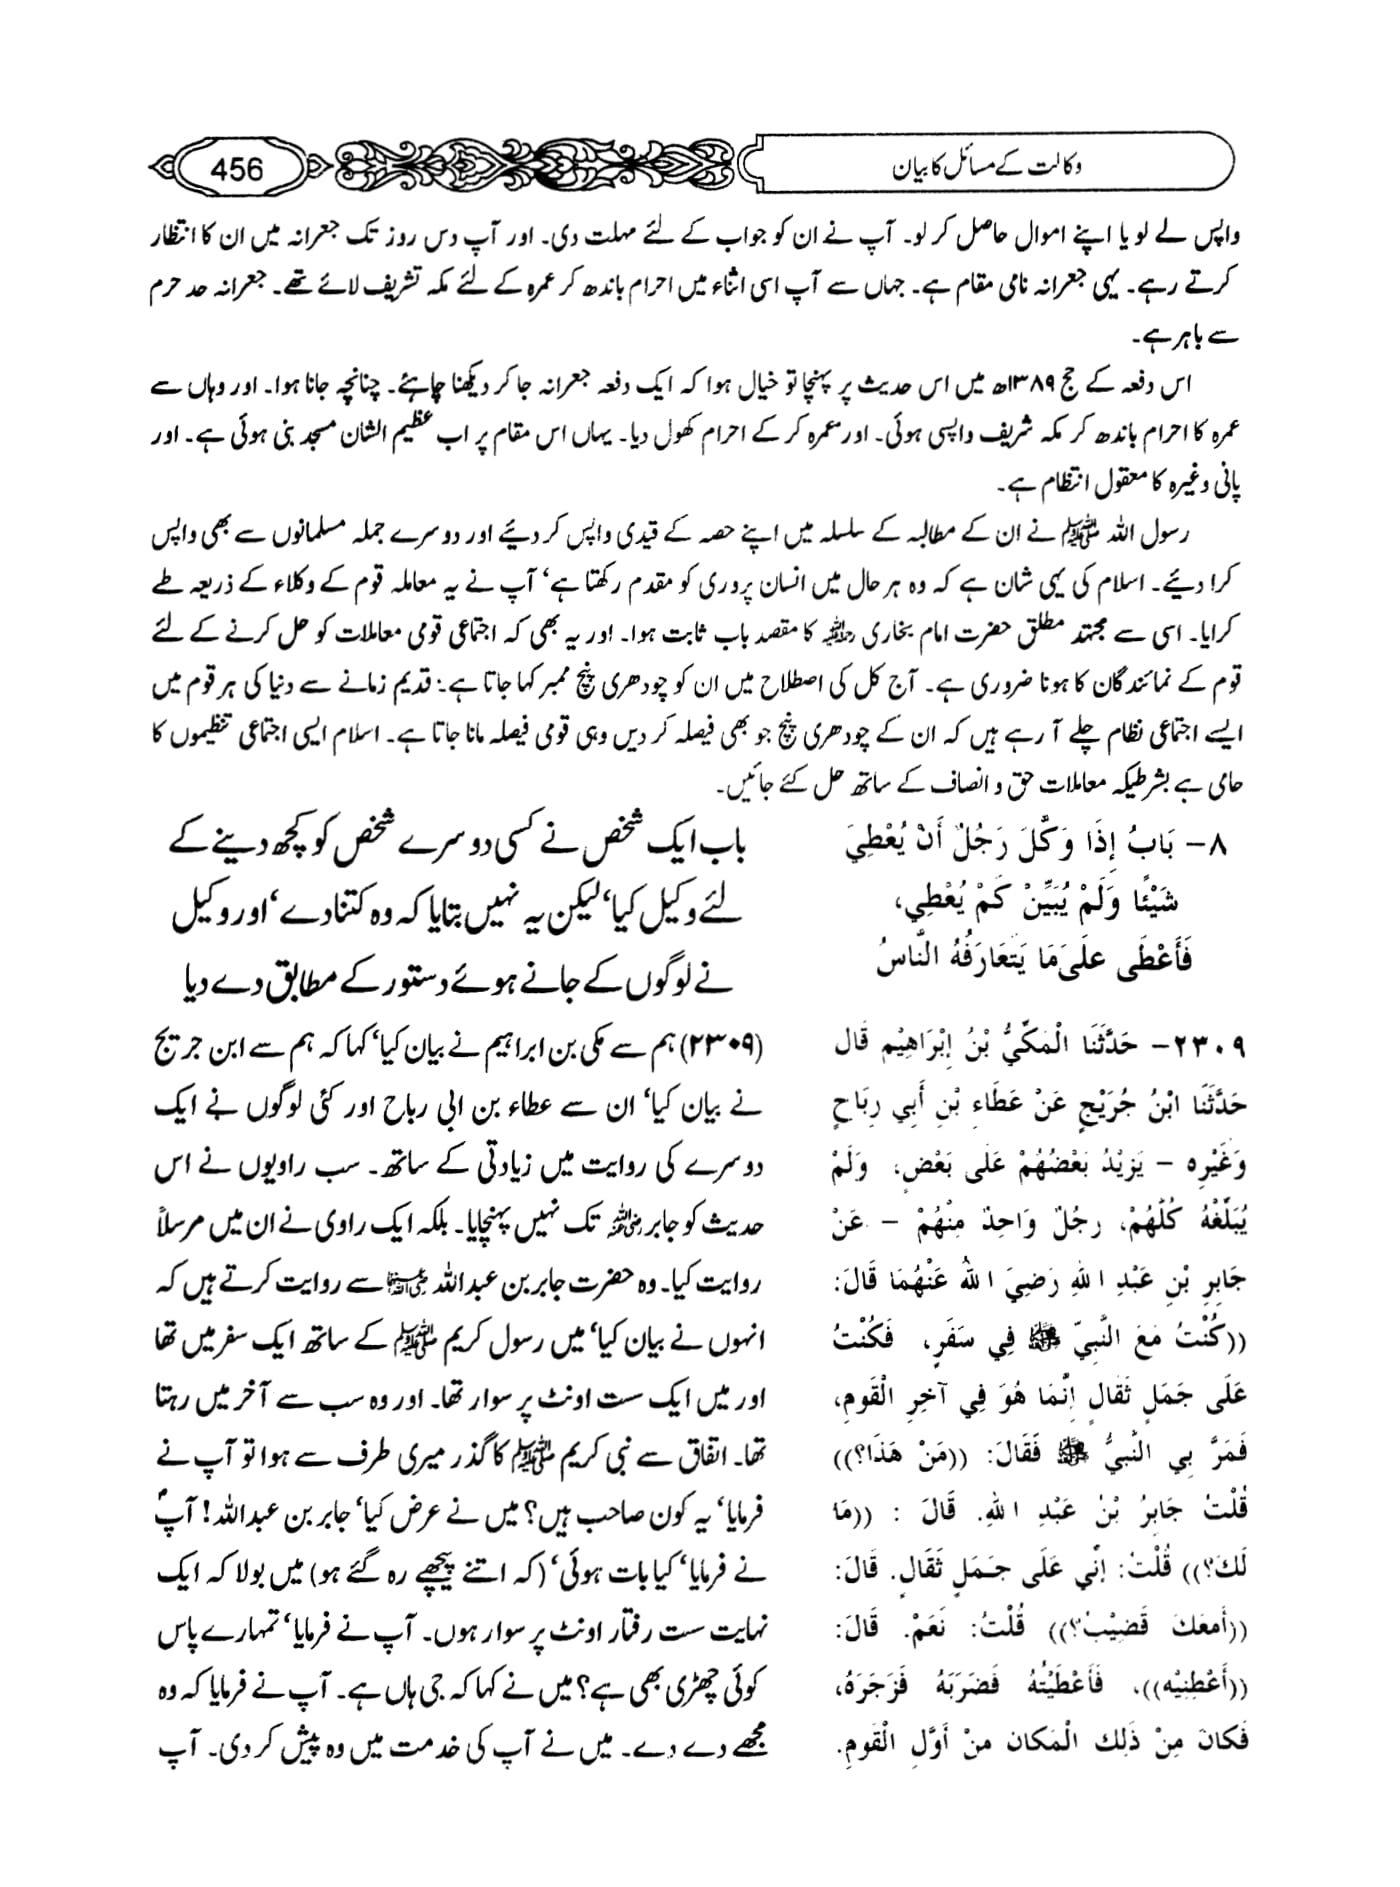 وکالت کے مسائل کا بیان
456
واپس لے لو یا اپنے اموال حاصل کر لو۔ آپ نے ان کو جواب کے لئے مہلت دی۔ اور آپ دس روز تک جعرانہ میں ان کا انتظار
کرتے رہے۔ یہی جعرانہ نامی مقام ہے۔ جہاں سے آپ اسی اثناء میں احرام باندھ کر عمرہ کے لئے مکہ تشریف لائے تھے۔ جعرانہ حد حرم
سے باہر ہے۔
اس دفعہ کے حج ۱۳۸۹ھ میں اس حدیث پر پہنچا تو خیال ہوا کہ ایک دفعہ جعرانہ جا کر دیکھنا چاہئے۔ چنانچہ جانا ہوا۔ اور وہاں سے
عمرہ کا احرام باندھ کر مکہ شریف واپسی ہوئی۔ اور عمرہ کر کے احرام کھول دیا۔ یہاں اس مقام پر اب عظیم الشان مسجد بنی ہوئی ہے۔ اور
پانی وغیرہ کا معقول انتظام ہے۔
رسول اللہ ﷺ نے ان کے مطالبہ کے سلسلہ میں اپنے حصہ کے قیدی واپس کر دیئے اور دوسرے جملہ مسلمانوں سے بھی واپس
کرا دیئے۔ اسلام کی یہی شان ہے کہ وہ ہر حال میں انسان پروری کو مقدم رکھتا ہے‘ آپ نے یہ معاملہ قوم کے وکلاء کے ذریعہ طے
کرایا۔ اسی سے مجتہد مطلق حضرت امام بخاری رحمہ اللہ کا مقصد باب ثابت ہوا۔ اور یہ بھی کہ اجتماعی قومی معاملات کو حل کرنے کے لئے
قوم کے نمائندگان کا ہونا ضروری ہے۔ آج کل کی اصطلاح میں ان کو چودھری پنچ ممبر کہا جاتا ہے: قدیم زمانے سے دنیا کی ہر قوم میں
ایسے اجتماعی نظام چلے آ رہے ہیں کہ ان کے چودھری پنچ جو بھی فیصلہ کر دیں وہی قومی فیصلہ مانا جاتا ہے۔ اسلام ایسی اجتماعی تنظیموں کا
حامی ہے بشرطیکہ معاملات حق و انصاف کے ساتھ حل کئے جائیں۔
۸- بَابُ إِذَا وَكَّلَ رَجُلٌ أَنْ يُعْطِيَ
شَيْئًا وَلَمْ يُبَيِّنْ كَمْ يُعْطِي،
فَأَعْطَى عَلَى مَا يَتَعَارَفُهُ النَّاسُ
باب ایک شخص نے کسی دوسرے شخص کو کچھ دینے کے
لئے وکیل کیا‘ لیکن یہ نہیں بتایا کہ وہ کتنا دے‘ اور وکیل
نے لوگوں کے جانے ہوئے دستور کے مطابق دے دیا
۲۳۰۹- حَدَّثَنَا الْمَكِّيُّ بْنُ إِبْرَاهِيْم قَالَ
حَدَّثَنَا ابْنُ جُرَيْجٍ عَنْ عَطَاءِ بْنِ أَبِي رِبَاحٍ
وَغَيْرِهِ – يَزِيْدُ بَعْضُهُمْ عَلَى بَعْضٍ، وَلَمْ
يُبَلِّغْهُ كُلُّهُمْ، رَجُلٌ وَاحِدٌ مِنْهُمْ – عَنْ
جَابِرِ بْنِ عَبْدِ اللهِ رَضِيَ اللهُ عَنْهُمَا قَالَ:
((كُنْتُ مَعَ النَّبِيِّ ﷺ فِي سَفَرٍ، فَكُنْتُ
عَلَى جَمَلٍ ثَقَالٍ إِنَّمَا هُوَ فِي آخِرِ الْقَومِ،
فَمَرَّ بِي النَّبِيُّ ﷺ فَقَالَ: ((مَنْ هَذَا؟))
قُلْتُ جَابِرُ بْنُ عَبْدِ اللهِ. قَالَ : ((مَا
لَكَ؟)) قُلْتُ: إِنِّي عَلَى جَمَلٍ ثَقَالٍ. قَالَ:
((أَمَعَكَ قَضِيْبٌ؟)) قُلْتُ: نَعَمْ. قَالَ:
((أَعْطِنِيْهِ))، فَأَعْطَيْتُهُ فَضَرَبَهُ فَزَجَرَهُ،
فَكَانَ مِنْ ذَلِكَ الْمَكَانِ مِنْ أَوَّلِ الْقَومِ.
(۲۳۰۹) ہم سے مکی بن ابراہیم نے بیان کیا‘ کہا کہ ہم سے ابن جریج
نے بیان کیا‘ ان سے عطاء بن ابی رباح اور کئی لوگوں نے ایک
دوسرے کی روایت میں زیادتی کے ساتھ۔ سب راویوں نے اس
حدیث کو جابر رضی اللہ عنہ تک نہیں پہنچایا۔ بلکہ ایک راوی نے ان میں مرسلاً
روایت کیا۔ وہ حضرت جابر بن عبداللہ رضی اللہ عنہما سے روایت کرتے ہیں کہ
انہوں نے بیان کیا‘ میں رسول کریم ﷺ کے ساتھ ایک سفر میں تھا
اور میں ایک ست اونٹ پر سوار تھا۔ اور وہ سب سے آخر میں رہتا
تھا۔ اتفاق سے نبی کریم ﷺ کا گذر میری طرف سے ہوا تو آپ نے
فرمایا‘ یہ کون صاحب ہیں؟ میں نے عرض کیا‘ جابر بن عبداللہ! آپؐ
نے فرمایا‘ کیا بات ہوئی‘ (کہ اتنے پیچھے رہ گئے ہو) میں بولا کہ ایک
نہایت ست رفتار اونٹ پر سوار ہوں۔ آپ نے فرمایا‘ تمہارے پاس
کوئی چھڑی بھی ہے؟ میں نے کہا کہ جی ہاں ہے۔ آپ نے فرمایا کہ وہ
مجھے دے دے۔ میں نے آپ کی خدمت میں وہ پیش کر دی۔ آپ